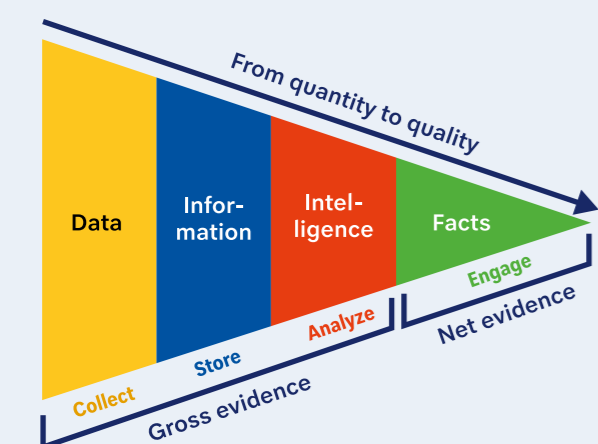 From quantity to quality
Data
Infor-
mation
Intel-
ligence
Facts
Collect
Store
Analyze
Engage
Gross evidence
Net evidence